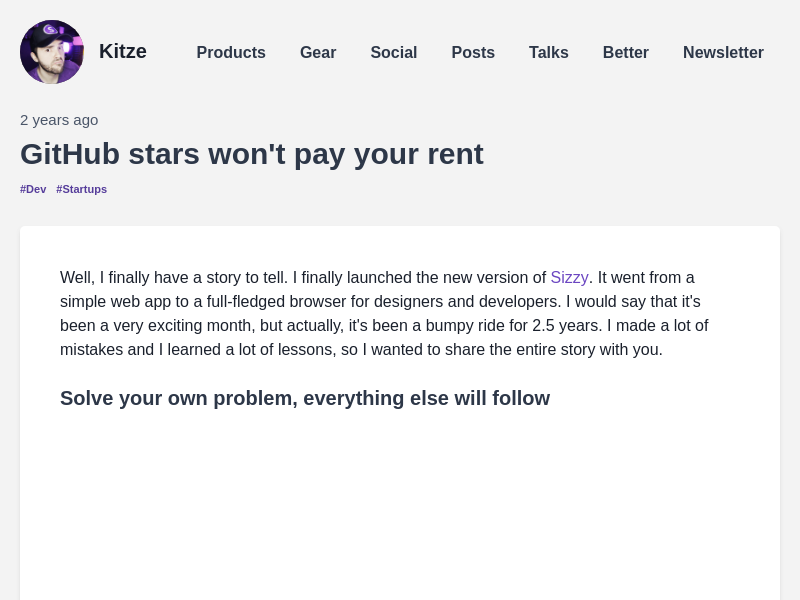 Kitze
Products Gear Social Posts Talks Better Newsletter
2 years ago
GitHub stars won't pay your rent
#Dev #Startups
Well, I finally have a story to tell. I finally launched the new version of Sizzy. It went from a
simple web app to a full-fledged browser for designers and developers. I would say that it's
been a very exciting month, but actually, it's been a bumpy ride for 2.5 years. I made a lot of
mistakes and I learned a lot of lessons, so I wanted to share the entire story with you.
Solve your own problem, everything else will follow